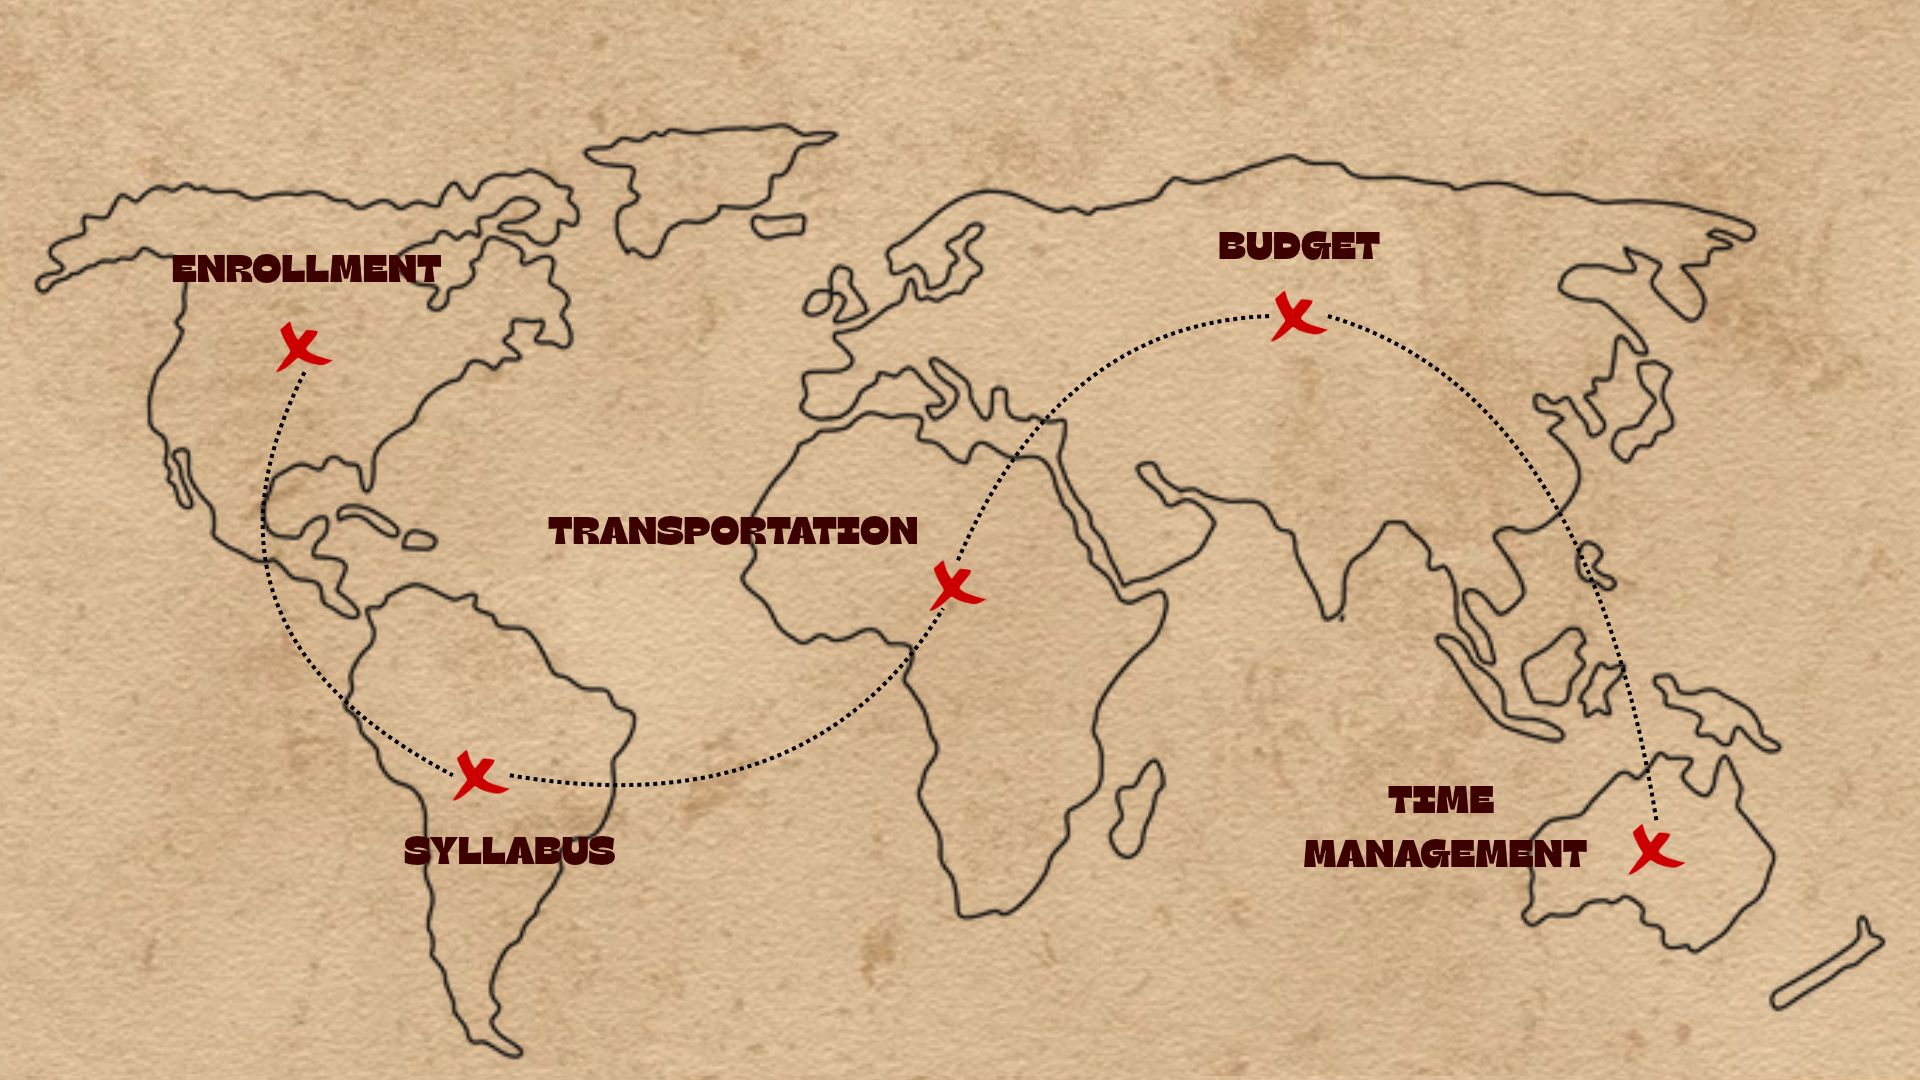 ENROLLMENT
BUDGET
TRANSPORTATION
TIME
MANAGEMENT
SYLLABUS